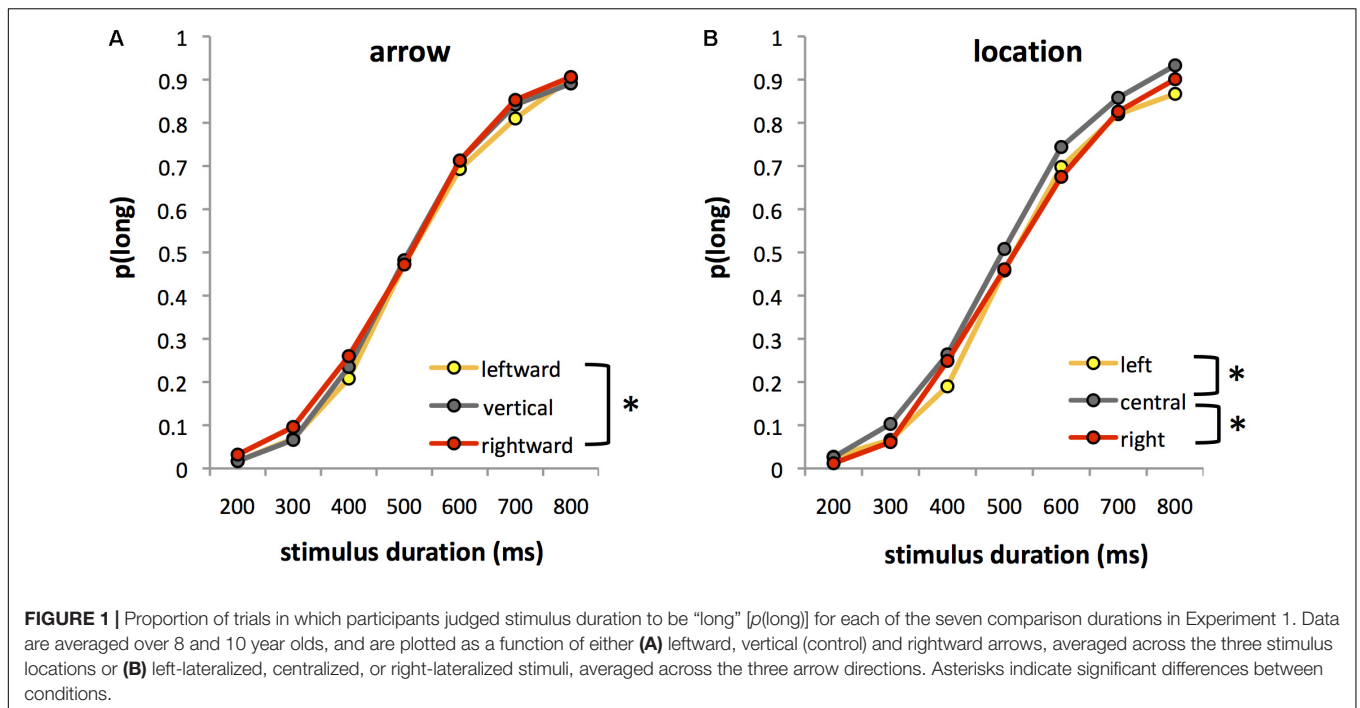 A
arrow
1
0.9
0.8
0.7
0.6
0.5
0.4
0.3
0.2
0.1
0
p(long)
leftward
vertical
rightward
*
200 300 400 500 600 700 800
stimulus duration (ms)
B
location
1
0.9
0.8
0.7
0.6
0.5
0.4
0.3
0.2
0.1
0
p(long)
left
central
right
*
*
200 300 400 500 600 700 800
stimulus duration (ms)
FIGURE 1 | Proportion of trials in which participants judged stimulus duration to be “long” [p(long)] for each of the seven comparison durations in Experiment 1. Data
are averaged over 8 and 10 year olds, and are plotted as a function of either (A) leftward, vertical (control) and rightward arrows, averaged across the three stimulus
locations or (B) left-lateralized, centralized, or right-lateralized stimuli, averaged across the three arrow directions. Asterisks indicate significant differences between
conditions.